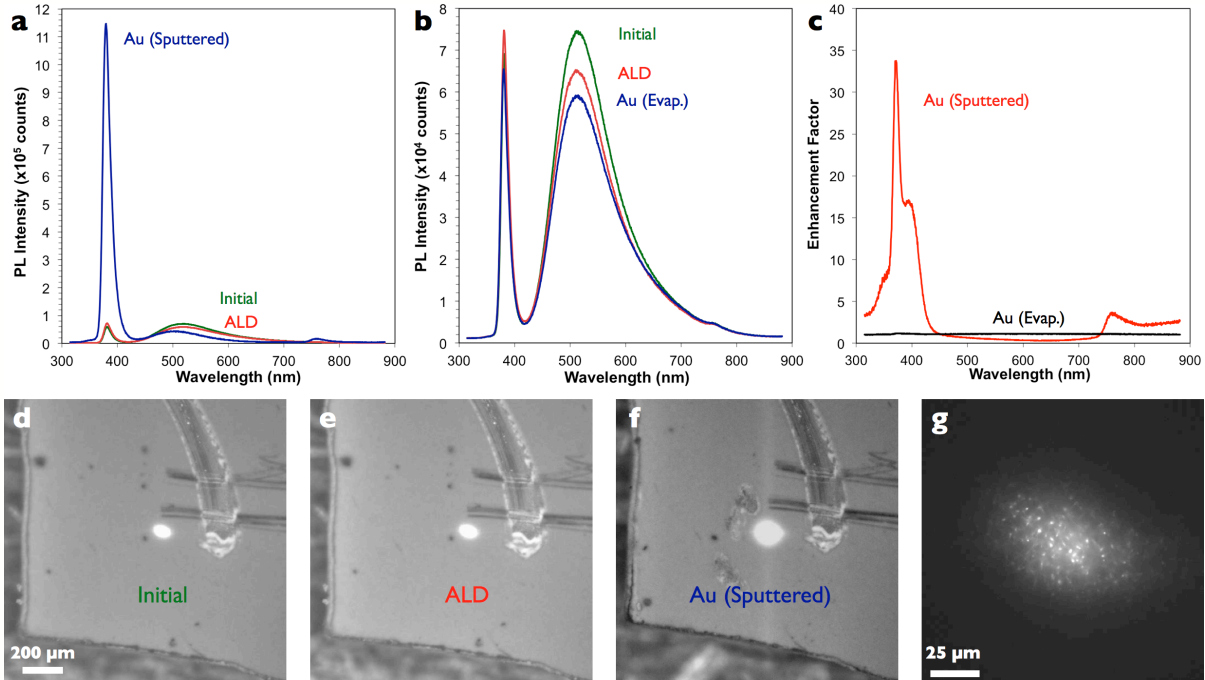 a
PL Intensity (x10⁵ counts)
12
11
10
9
8
7
6
5
4
3
2
1
0
Au (Sputtered)
Initial
ALD
300 400 500 600 700 800 900
Wavelength (nm)
b
PL Intensity (x10⁴ counts)
8
7
6
5
4
3
2
1
0
Initial
ALD
Au (Evap.)
300 400 500 600 700 800 900
Wavelength (nm)
c
Enhancement Factor
40
35
30
25
20
15
10
5
0
Au (Sputtered)
Au (Evap.)
300 400 500 600 700 800 900
Wavelength (nm)
d
Initial
200 µm
e
ALD
f
Au (Sputtered)
g
25 µm